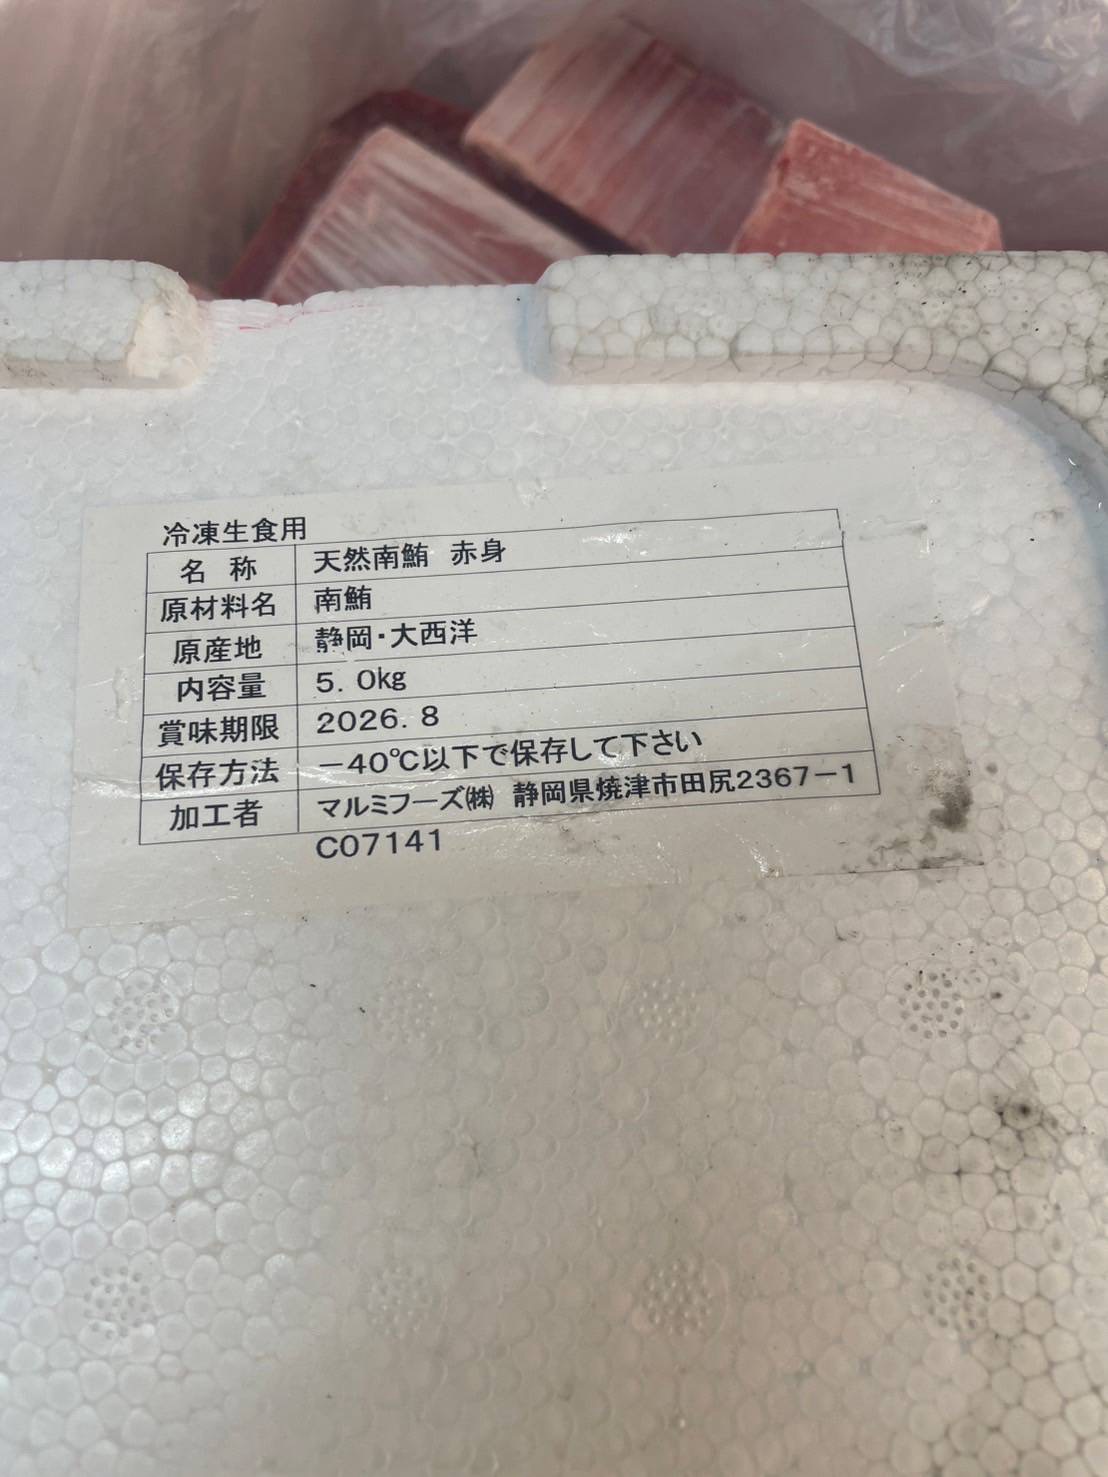 冷凍生食用
名 称 天然南鮪 赤身
原材料名 南鮪
原産地 静岡・大西洋
内容量 5.0kg
賞味期限 2026.8
保存方法 -40℃以下で保存して下さい
加工者 マルミフーズ㈱ 静岡県焼津市田尻2367-1
C07141